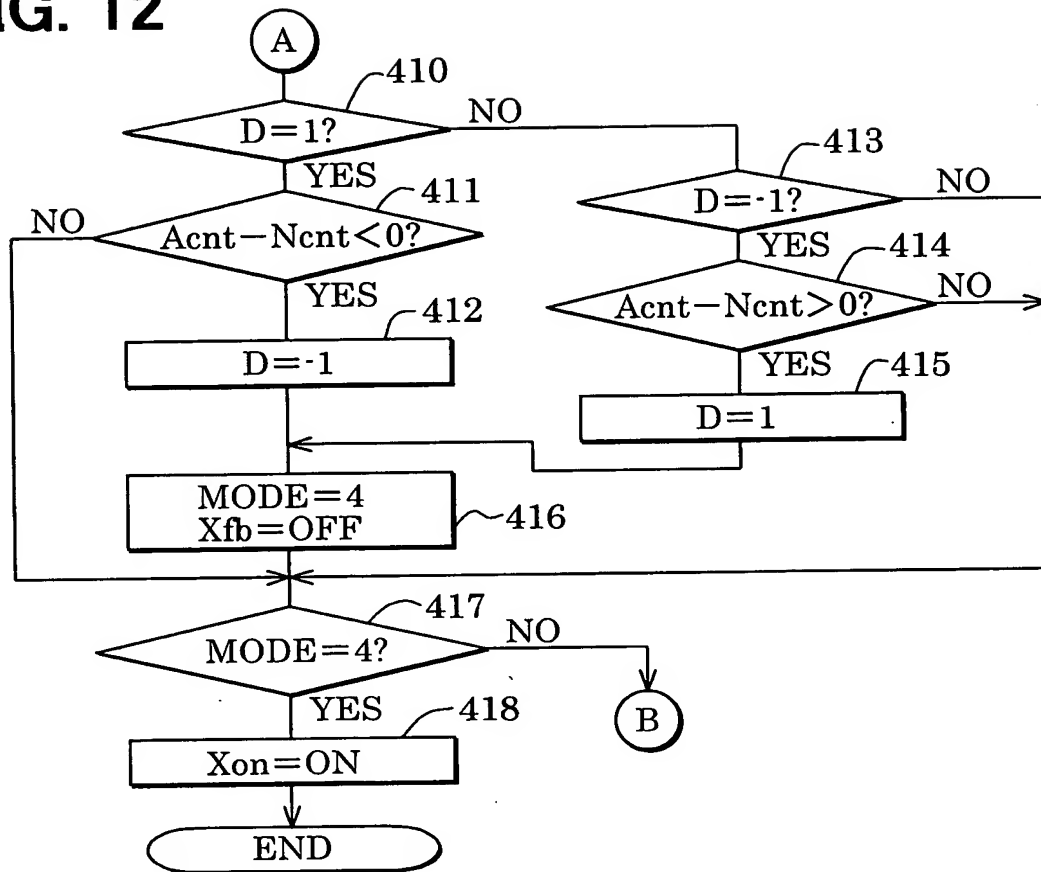 IG. 12
A
410
D=1?
NO
YES
413
D=-1?
NO
411
NO
Acnt−Ncnt<0?
YES
YES
414
Acnt−Ncnt>0?
NO
412
D=-1
YES
415
D=1
MODE=4
Xfb=OFF
416
417
MODE=4?
NO
YES
B
418
Xon=ON
END